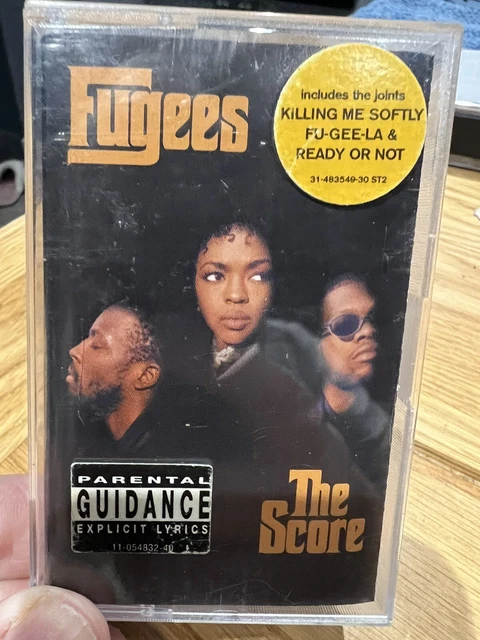 Fugees
includes the joints
KILLING ME SOFTLY
FU-GEE-LA &
READY OR NOT
31-483549-30 ST2
PARENTAL
GUIDANCE
EXPLICIT LYRICS
11-054832-40
The
Score